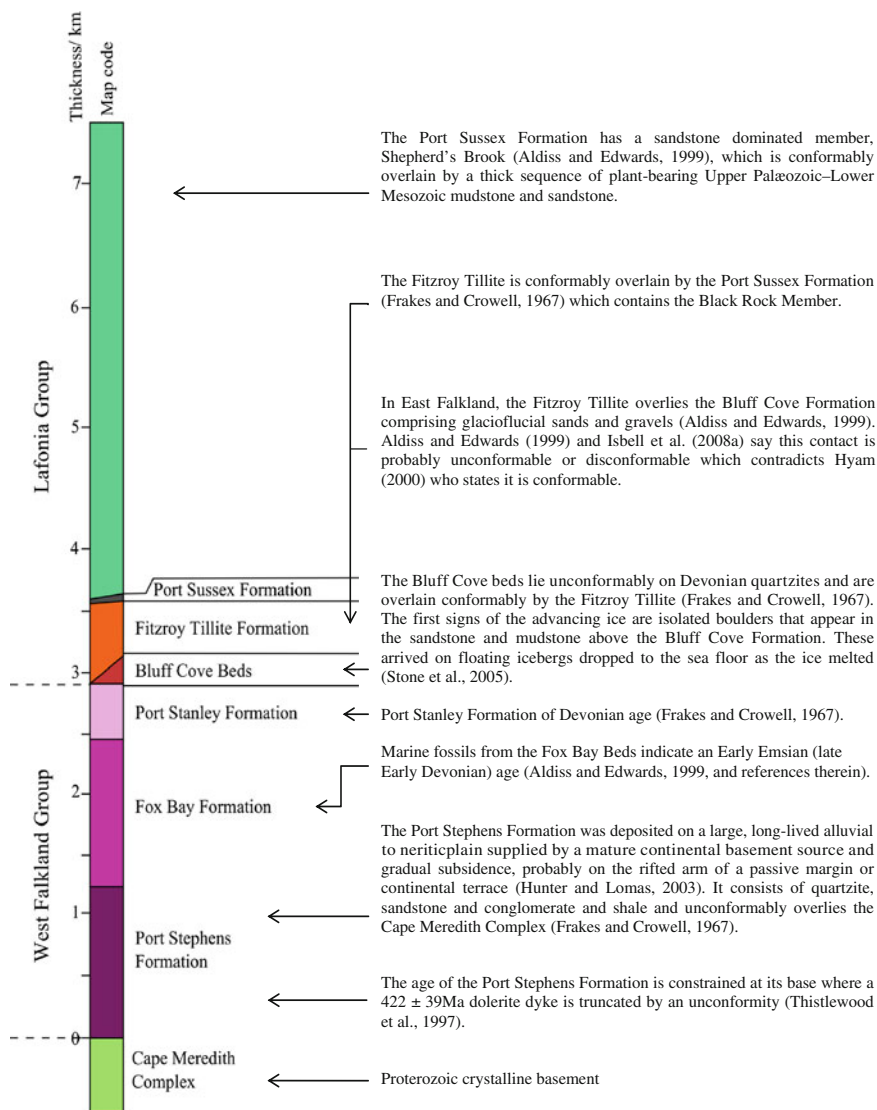 Thickness/ km
Map code
The Port Sussex Formation has a sandstone dominated member,
Shepherd's Brook (Aldiss and Edwards, 1999), which is conformably
overlain by a thick sequence of plant-bearing Upper Palæozoic–Lower
Mesozoic mudstone and sandstone.
7
The Fitzroy Tillite is conformably overlain by the Port Sussex Formation
(Frakes and Crowell, 1967) which contains the Black Rock Member.
6
In East Falkland, the Fitzroy Tillite overlies the Bluff Cove Formation
comprising glacioflucial sands and gravels (Aldiss and Edwards, 1999).
Aldiss and Edwards (1999) and Isbell et al. (2008a) say this contact is
probably unconformable or disconformable which contradicts Hyam
(2000) who states it is conformable.
5
Lafonia Group
4
Port Sussex Formation
Fitzroy Tillite Formation
The Bluff Cove beds lie unconformably on Devonian quartzites and are
overlain conformably by the Fitzroy Tillite (Frakes and Crowell, 1967).
The first signs of the advancing ice are isolated boulders that appear in
the sandstone and mudstone above the Bluff Cove Formation. These
arrived on floating icebergs dropped to the sea floor as the ice melted
(Stone et al., 2005).
3
Bluff Cove Beds
Port Stanley Formation
Port Stanley Formation of Devonian age (Frakes and Crowell, 1967).
Marine fossils from the Fox Bay Beds indicate an Early Emsian (late
Early Devonian) age (Aldiss and Edwards, 1999, and references therein).
2
Fox Bay Formation
West Falkland Group
The Port Stephens Formation was deposited on a large, long-lived alluvial
to neriticplain supplied by a mature continental basement source and
gradual subsidence, probably on the rifted arm of a passive margin or
continental terrace (Hunter and Lomas, 2003). It consists of quartzite,
sandstone and conglomerate and shale and unconformably overlies the
Cape Meredith Complex (Frakes and Crowell, 1967).
1
Port Stephens
Formation
The age of the Port Stephens Formation is constrained at its base where a
422 ± 39Ma dolerite dyke is truncated by an unconformity (Thistlewood
et al., 1997).
0
Cape Meredith
Complex
Proterozoic crystalline basement